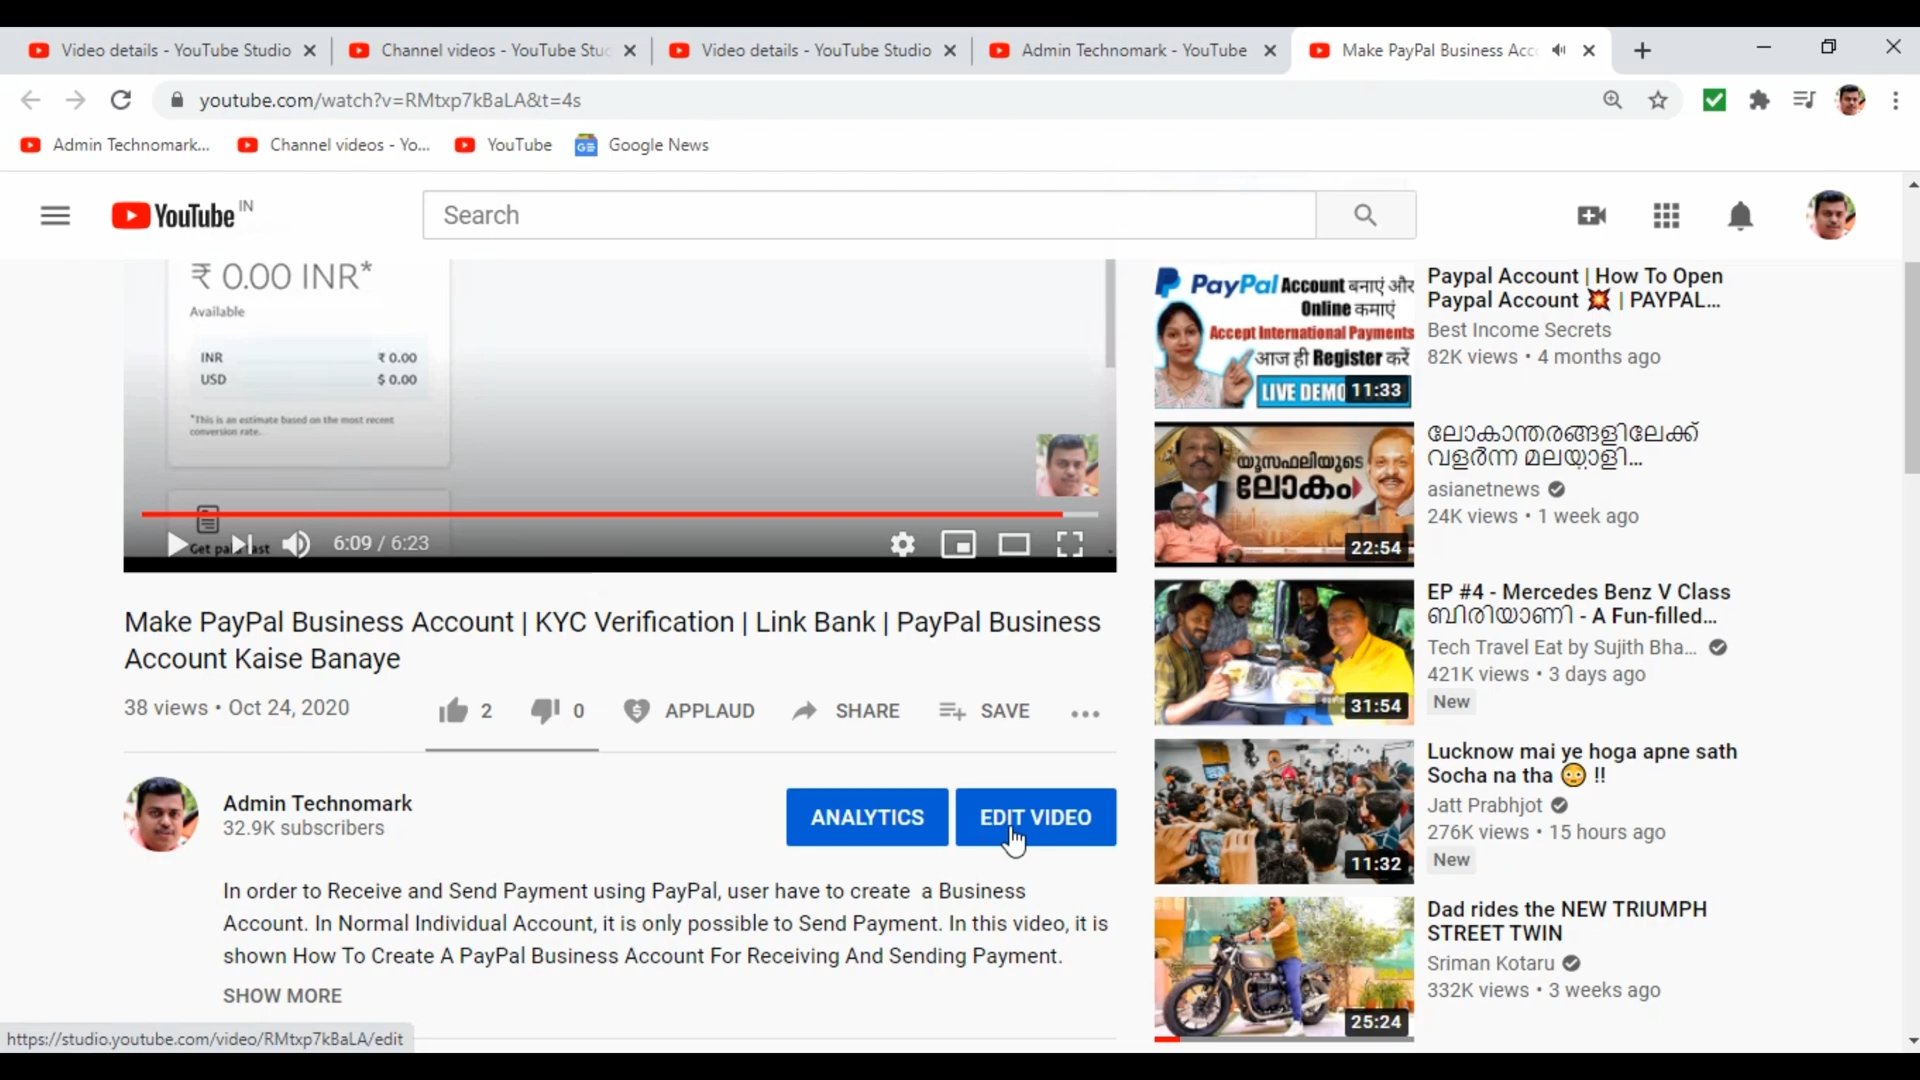 Video details - YouTube Studio
Channel videos - YouTube Stuc
Video details - YouTube Studio
Admin Technomark - YouTube
Make PayPal Business Acc
youtube.com/watch?v=RMtxp7kBaLA&t=4s
Admin Technomark...
Channel videos - Yo...
YouTube
Google News
YouTube IN
Search
₹ 0.00 INR*
Available
INR ₹ 0.00
USD $ 0.00
*This is an estimate based on the most recent
conversion rate.
6:09 / 6:23
Make PayPal Business Account | KYC Verification | Link Bank | PayPal Business
Account Kaise Banaye
38 views • Oct 24, 2020
2
0
APPLAUD
SHARE
SAVE
Admin Technomark
32.9K subscribers
ANALYTICS
EDIT VIDEO
In order to Receive and Send Payment using PayPal, user have to create a Business
Account. In Normal Individual Account, it is only possible to Send Payment. In this video, it is
shown How To Create A PayPal Business Account For Receiving And Sending Payment.
SHOW MORE
https://studio.youtube.com/video/RMtxp7kBaLA/edit
PayPal Account बनाएं और
Online कमाएं
Accept International Payments
आज ही Register करें
LIVE DEMO
11:33
Paypal Account | How To Open
Paypal Account 💥 | PAYPAL...
Best Income Secrets
82K views • 4 months ago
യൂസഫലിയുടെ
ലോകം
22:54
ലോകാന്തരങ്ങളിലേക്ക്
വളർന്ന മലയാളി...
asianetnews
24K views • 1 week ago
31:54
EP #4 - Mercedes Benz V Class
ബിരിയാണി - A Fun-filled...
Tech Travel Eat by Sujith Bha...
421K views • 3 days ago
New
11:32
Lucknow mai ye hoga apne sath
Socha na tha 😳 !!
Jatt Prabhjot
276K views • 15 hours ago
New
25:24
Dad rides the NEW TRIUMPH
STREET TWIN
Sriman Kotaru
332K views • 3 weeks ago